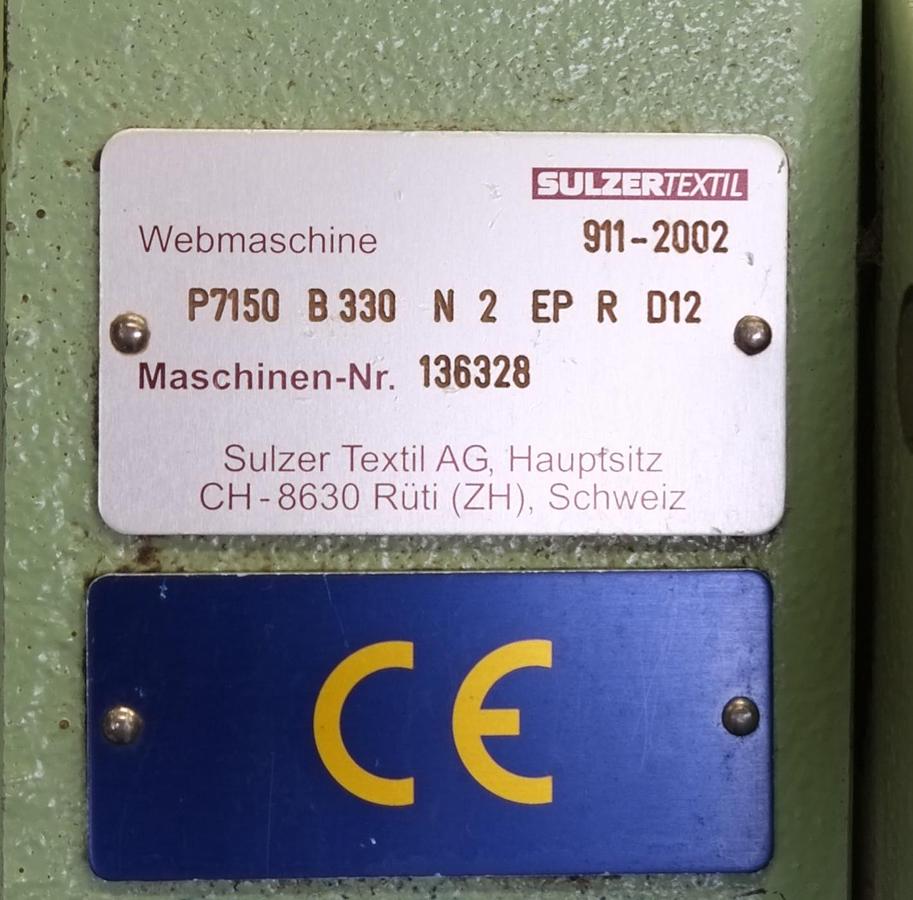 SULZERTEXTIL
Webmaschine 911-2002
P7150 B 330 N 2 EP R D12
Maschinen-Nr. 136328
Sulzer Textil AG, Hauptsitz
CH-8630 Rüti (ZH), Schweiz
CE